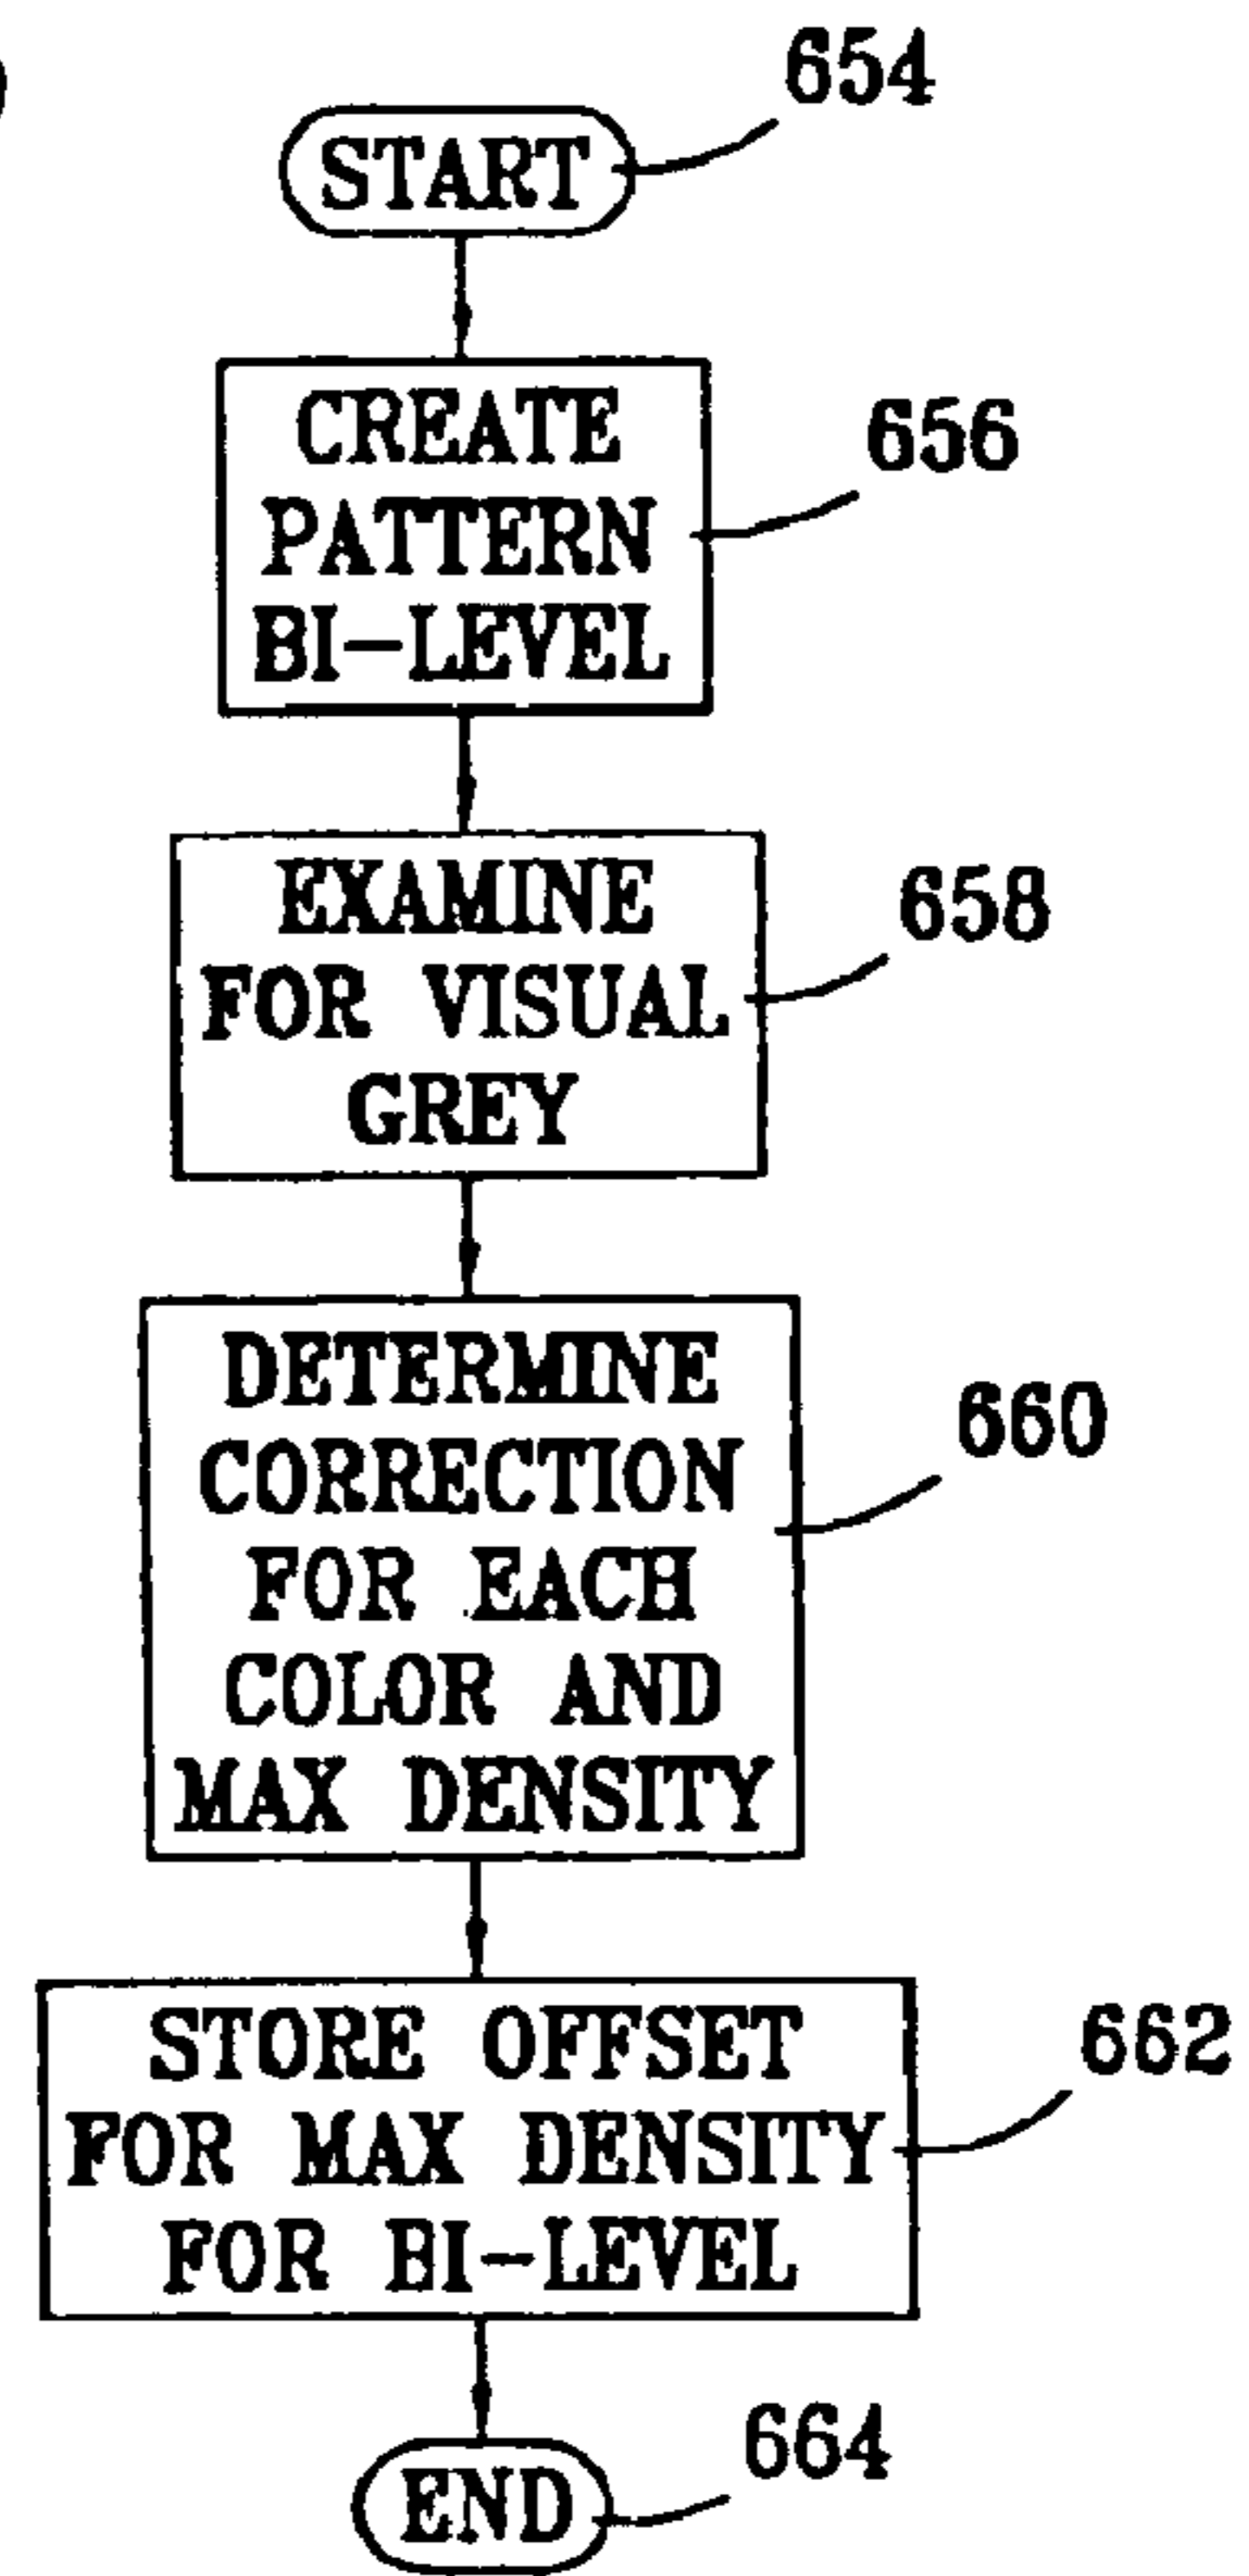 654
START
CREATE
PATTERN
BI-LEVEL
656
EXAMINE
FOR VISUAL
GREY
658
DETERMINE
CORRECTION
FOR EACH
COLOR AND
MAX DENSITY
660
STORE OFFSET
FOR MAX DENSITY
FOR BI-LEVEL
662
END
664